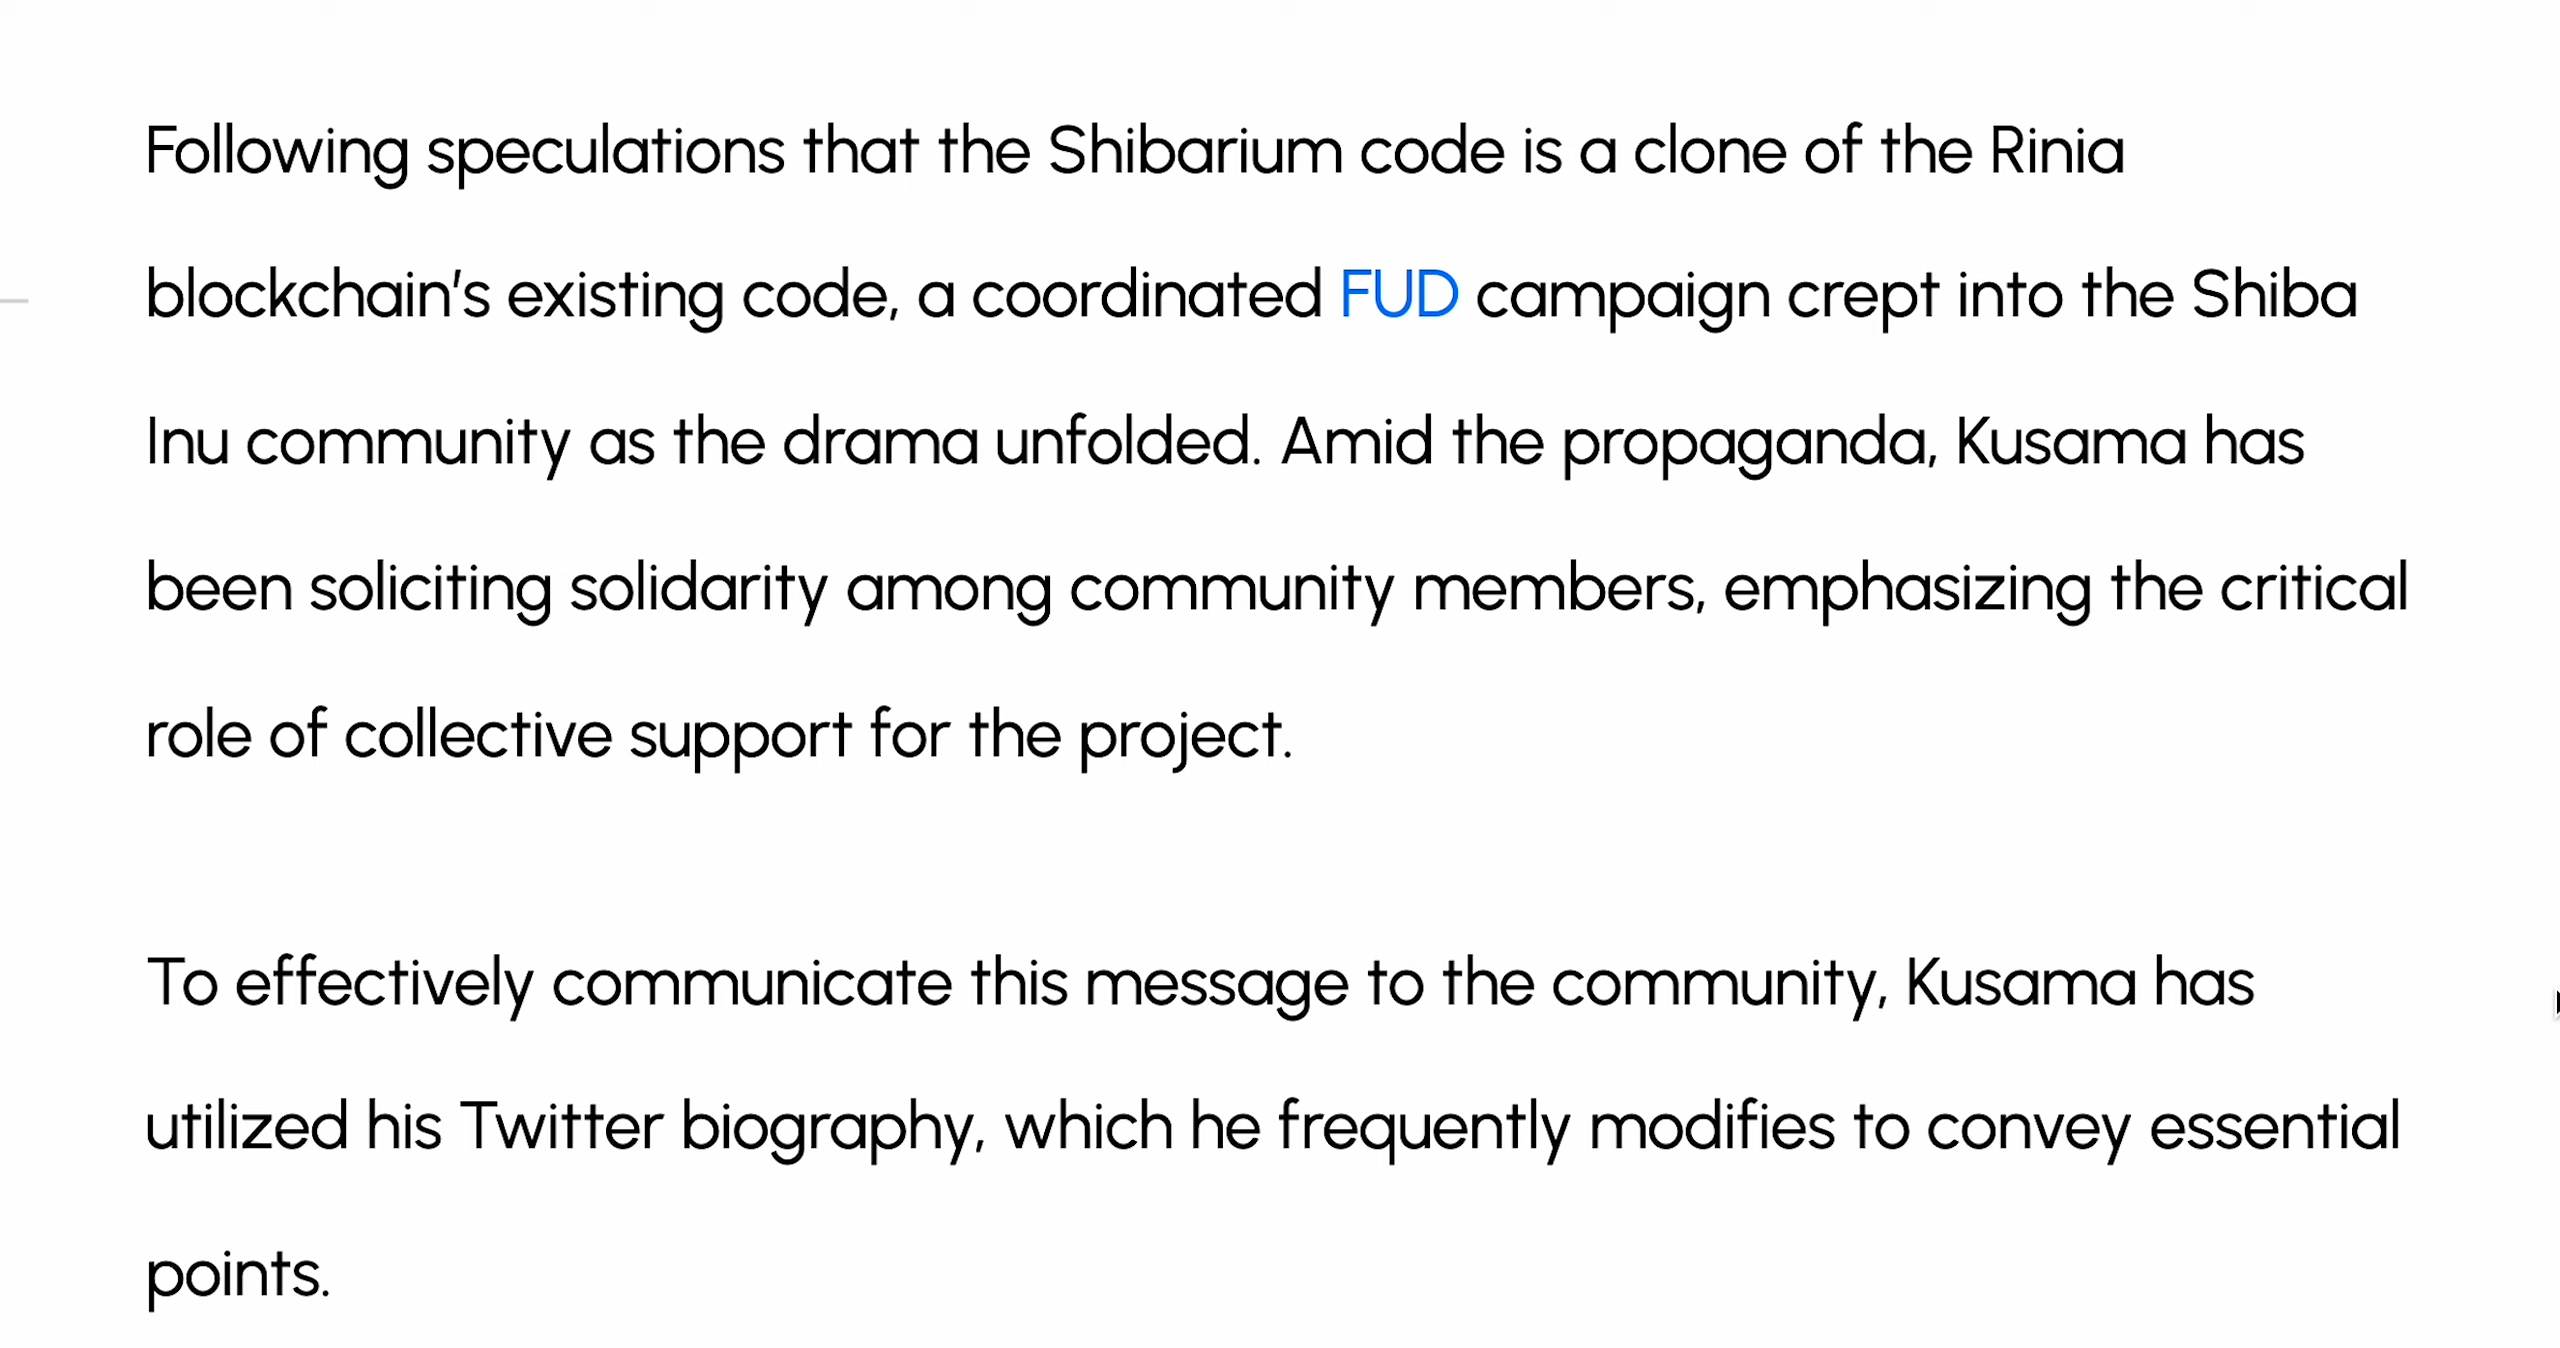 Following speculations that the Shibarium code is a clone of the Rinia
blockchain's existing code, a coordinated FUD campaign crept into the Shiba
Inu community as the drama unfolded. Amid the propaganda, Kusama has
been soliciting solidarity among community members, emphasizing the critical
role of collective support for the project.
To effectively communicate this message to the community, Kusama has
utilized his Twitter biography, which he frequently modifies to convey essential
points.